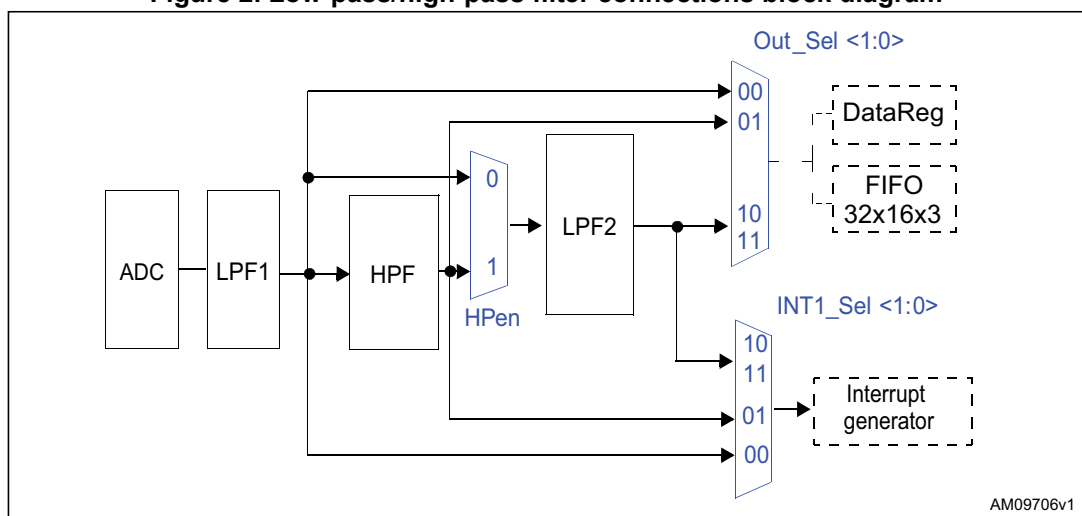 Figure 2. Low-pass/high-pass filter connections block diagram
Out_Sel <1:0>
00
01
10
11
DataReg
FIFO
32x16x3
ADC
LPF1
HPF
0
1
HPen
LPF2
INT1_Sel <1:0>
10
11
01
00
Interrupt
generator
AM09706v1